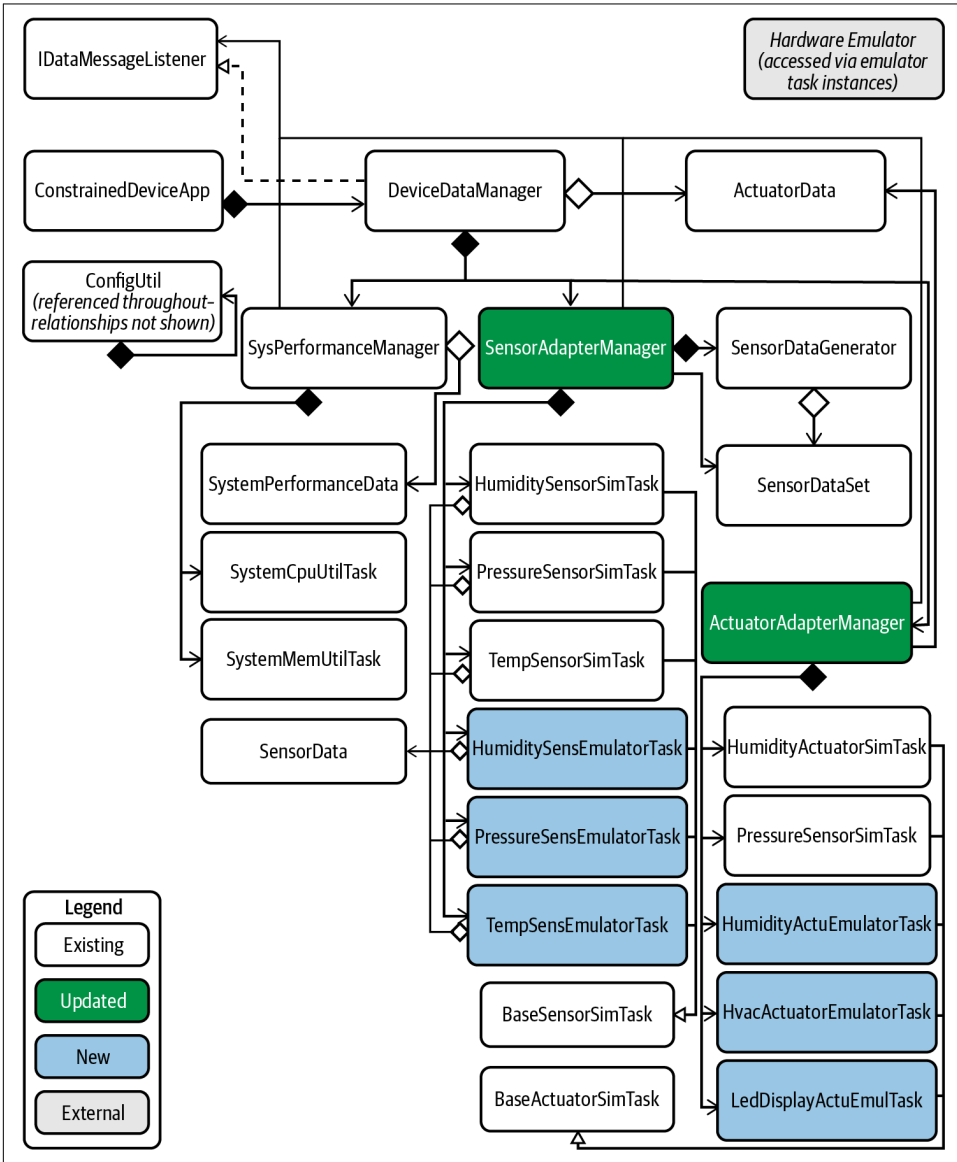 IDataMessageListener
Hardware Emulator
(accessed via emulator
task instances)
ConstrainedDeviceApp
DeviceDataManager
ActuatorData
ConfigUtil
(referenced throughout–
relationships not shown)
SysPerformanceManager
SensorAdapterManager
SensorDataGenerator
SystemPerformanceData
HumiditySensorSimTask
SensorDataSet
SystemCpuUtilTask
PressureSensorSimTask
ActuatorAdapterManager
SystemMemUtilTask
TempSensorSimTask
SensorData
HumiditySensEmulatorTask
HumidityActuatorSimTask
PressureSensEmulatorTask
PressureSensorSimTask
TempSensEmulatorTask
HumidityActuEmulatorTask
BaseSensorSimTask
HvacActuatorEmulatorTask
BaseActuatorSimTask
LedDisplayActuEmulTask
Legend
Existing
Updated
New
External